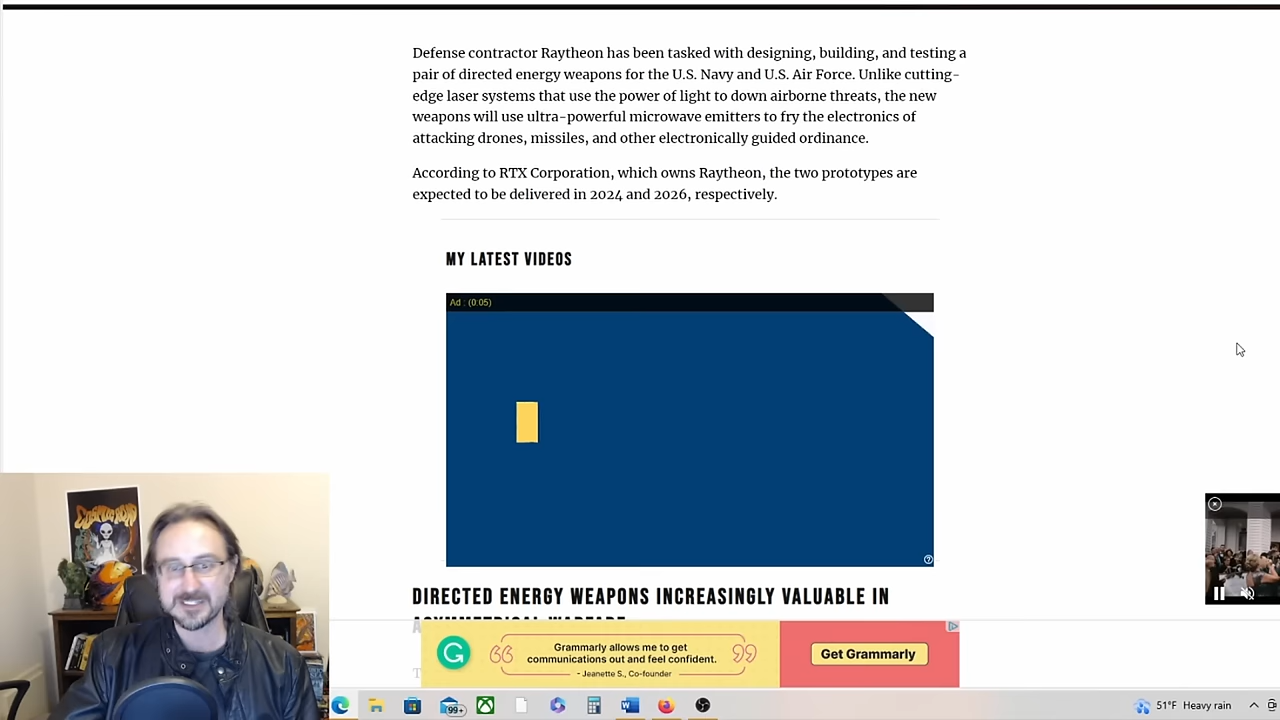 Defense contractor Raytheon has been tasked with designing, building, and testing a
pair of directed energy weapons for the U.S. Navy and U.S. Air Force. Unlike cutting-
edge laser systems that use the power of light to down airborne threats, the new
weapons will use ultra-powerful microwave emitters to fry the electronics of
attacking drones, missiles, and other electronically guided ordinance.
According to RTX Corporation, which owns Raytheon, the two prototypes are
expected to be delivered in 2024 and 2026, respectively.
MY LATEST VIDEOS
Ad : (0:05)
DIRECTED ENERGY WEAPONS INCREASINGLY VALUABLE IN
ASYMMETRICAL WARFARE
Grammarly allows me to get
communications out and feel confident.
- Jeanette S., Co-founder
Get Grammarly
99+
51°F Heavy rain